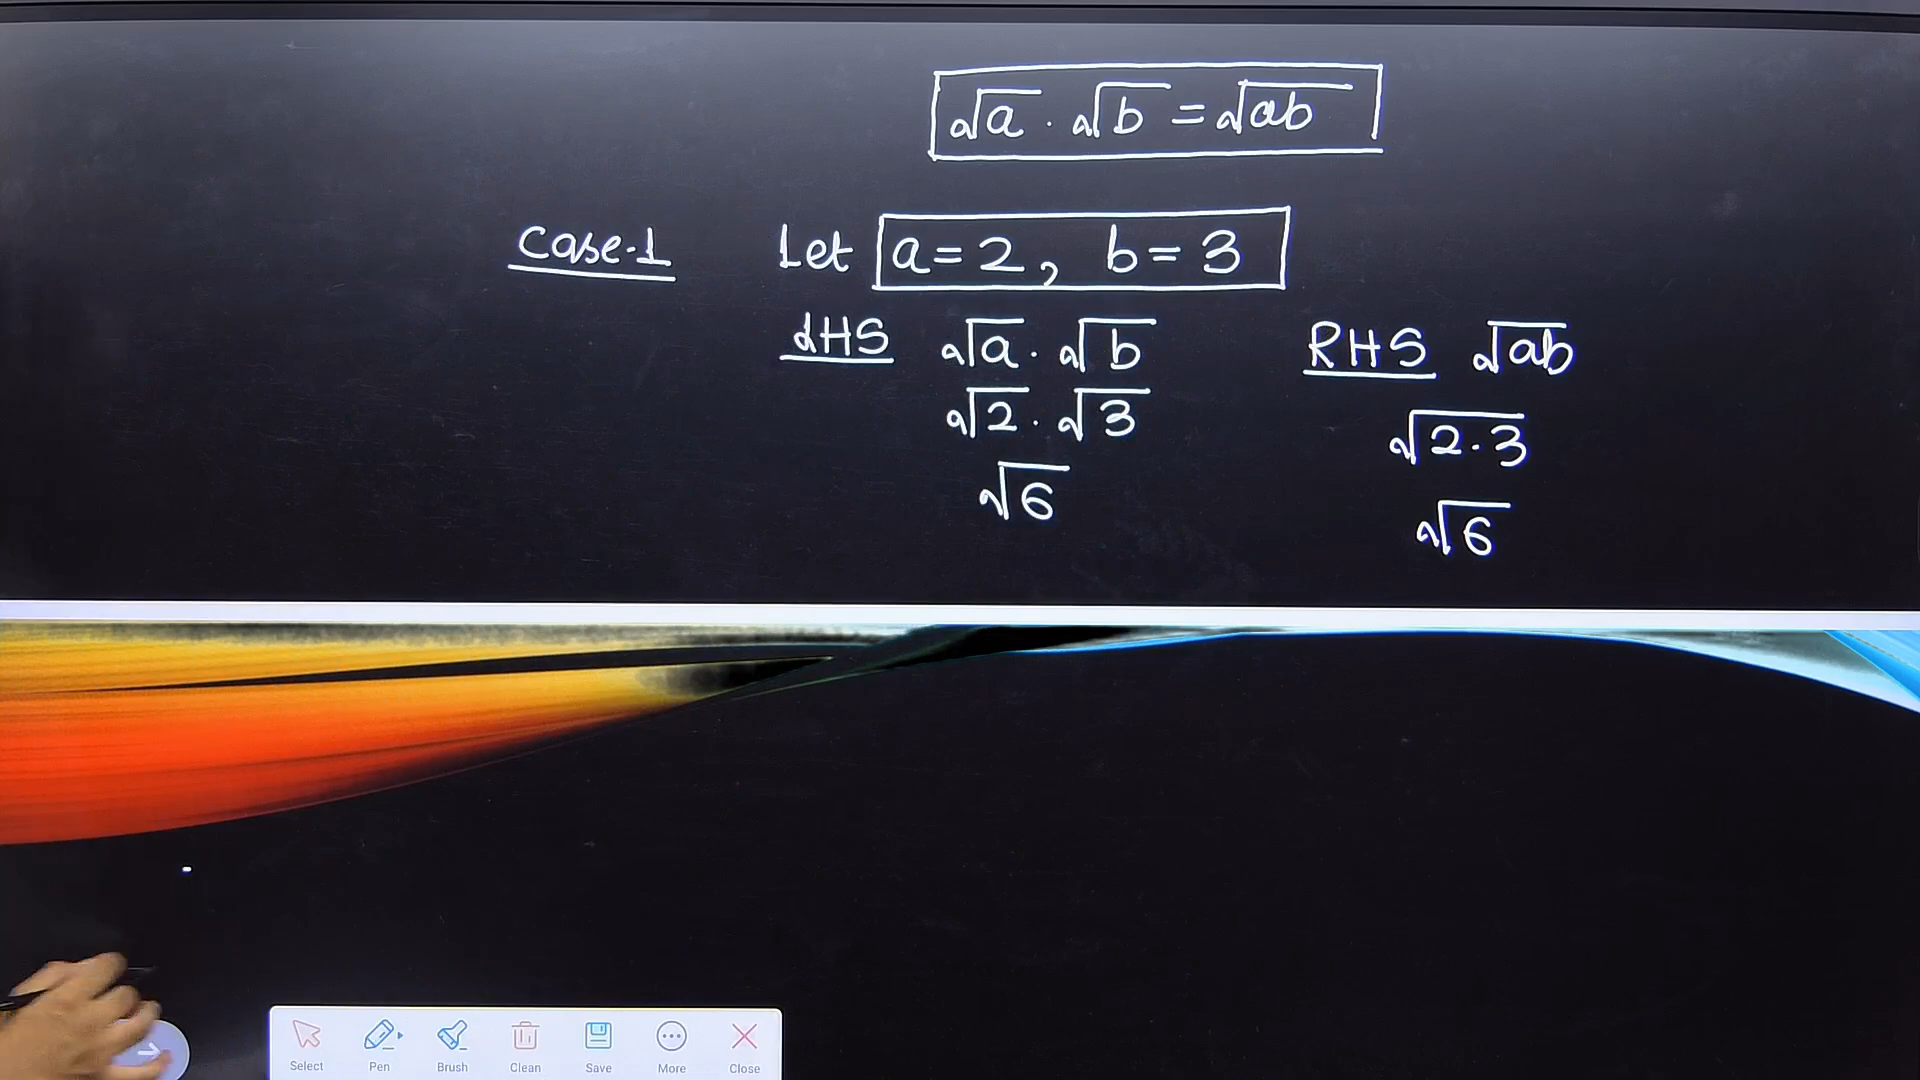 √a · √b = √ab
Case-1 Let a=2, b=3
LHS √a · √b RHS √ab
√2 · √3 √2·3
√6 √6
Select Pen Brush Clean Save More Close